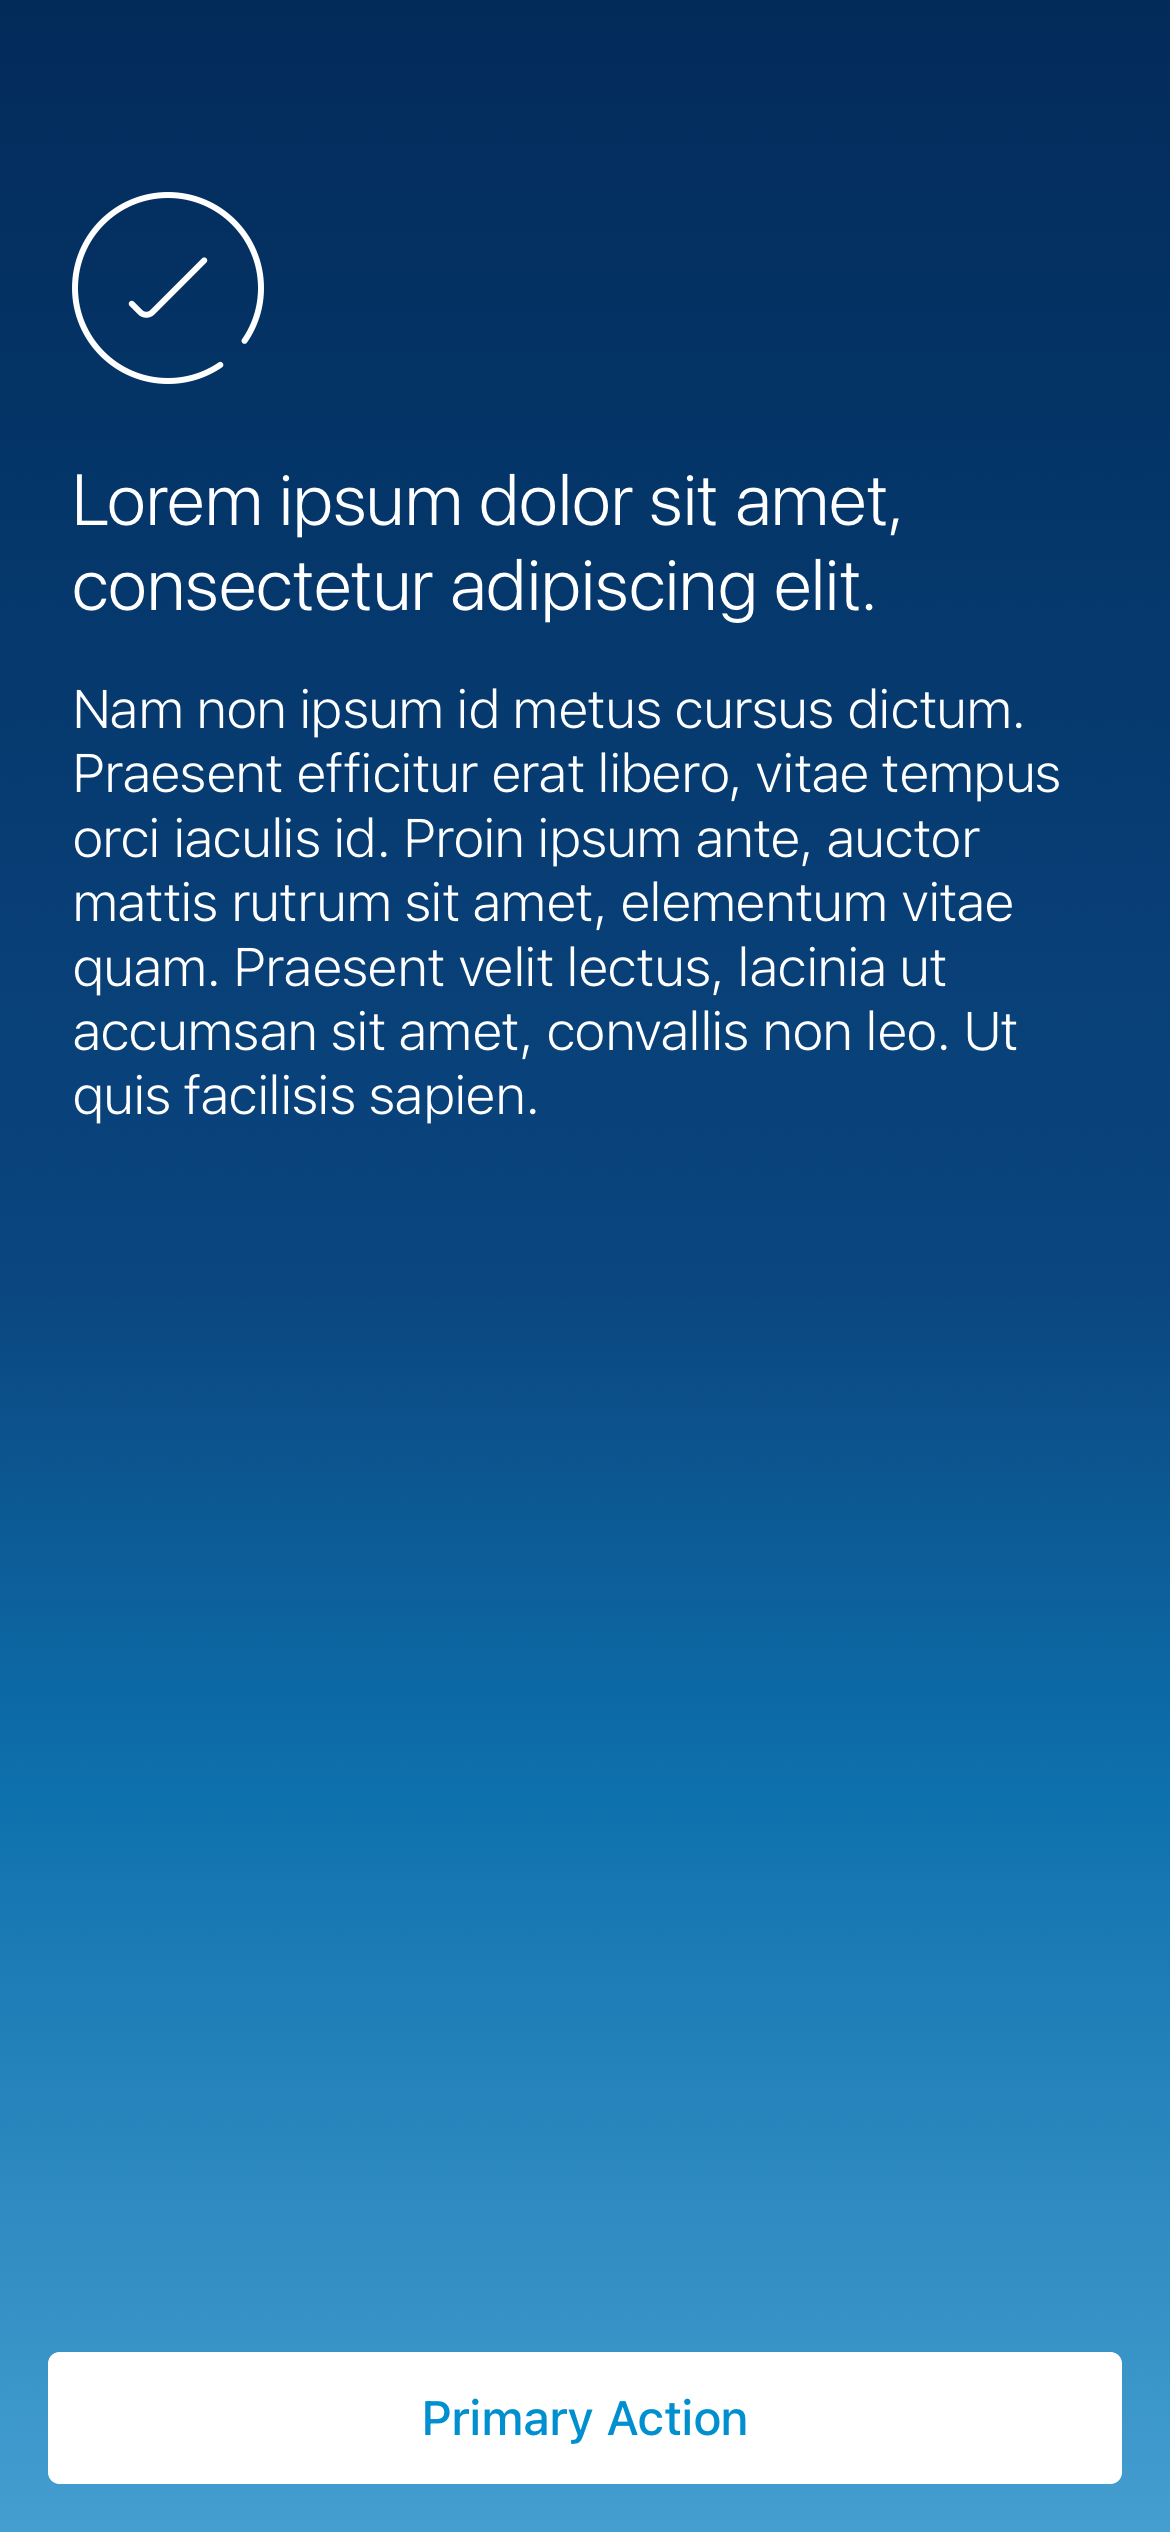 Lorem ipsum dolor sit amet,
consectetur adipiscing elit.
Nam non ipsum id metus cursus dictum.
Praesent efficitur erat libero, vitae tempus
orci iaculis id. Proin ipsum ante, auctor
mattis rutrum sit amet, elementum vitae
quam. Praesent velit lectus, lacinia ut
accumsan sit amet, convallis non leo. Ut
quis facilisis sapien.
Primary Action